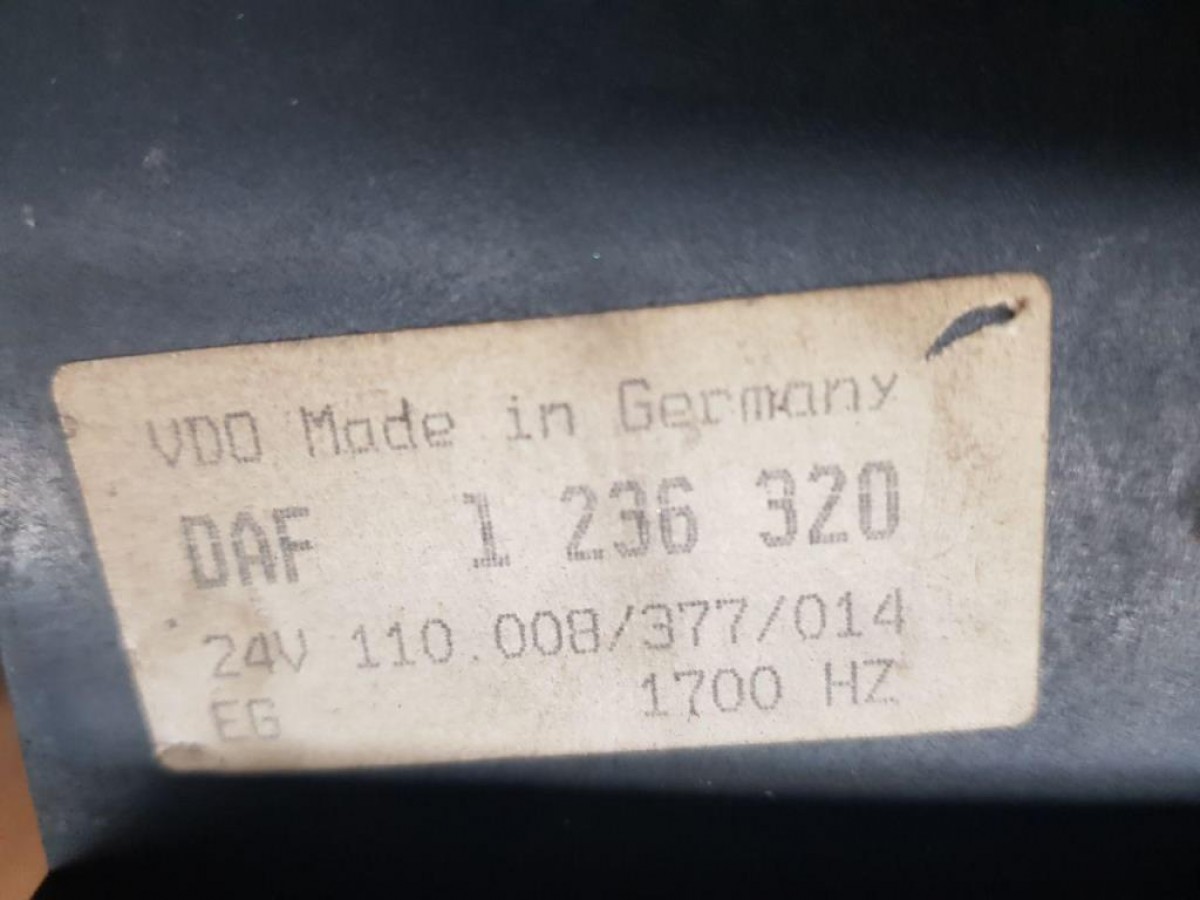 VDO Made in Germany
DAF 1 236 320
24V 110.008/377/014
EG 1700 HZ